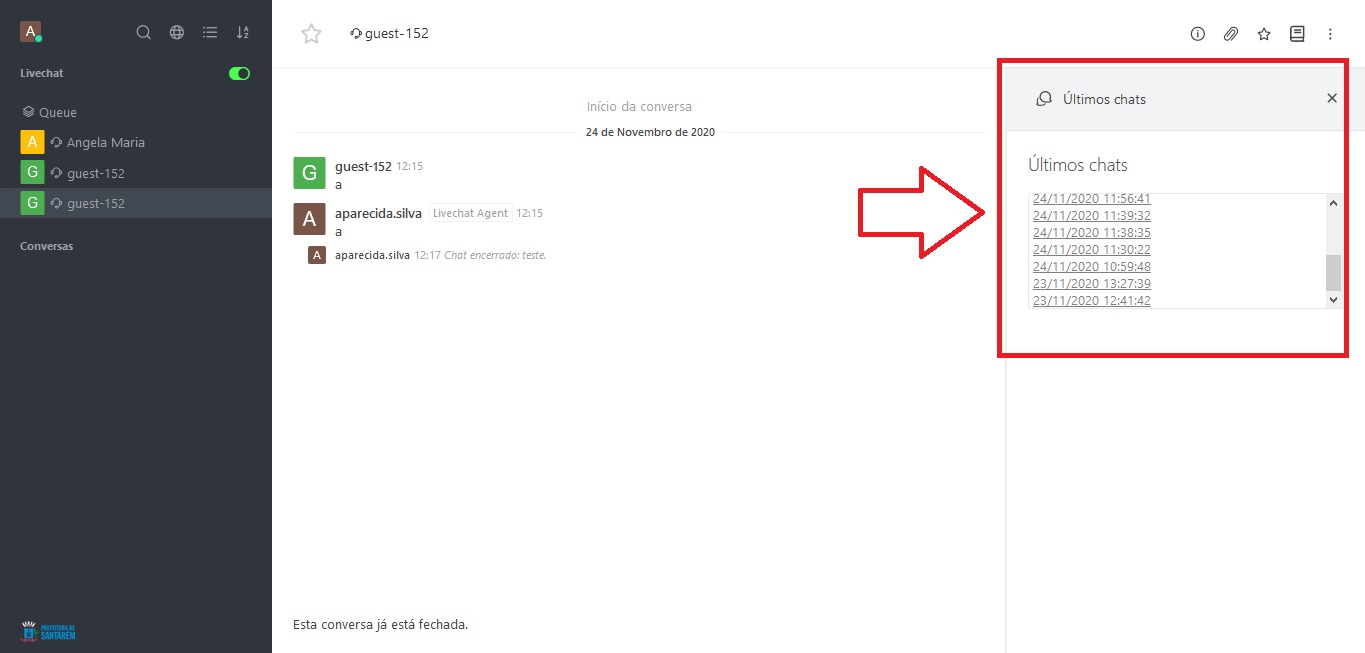 A
Livechat
Queue
A Angela Maria
G guest-152
G guest-152
Conversas
PREFEITURA DE
SANTARÉM
guest-152
Início da conversa
24 de Novembro de 2020
G guest-152 12:15
a
A aparecida.silva Livechat Agent 12:15
a
A aparecida.silva 12:17 Chat encerrado: teste.
Esta conversa já está fechada.
Últimos chats
Últimos chats
24/11/2020 11:56:41
24/11/2020 11:39:32
24/11/2020 11:38:35
24/11/2020 11:30:22
24/11/2020 10:59:48
23/11/2020 13:27:39
23/11/2020 12:41:42